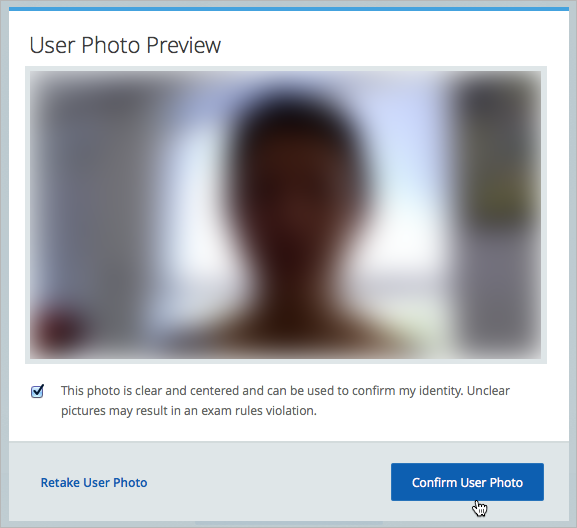 User Photo Preview
This photo is clear and centered and can be used to confirm my identity. Unclear
pictures may result in an exam rules violation.
Retake User Photo
Confirm User Photo